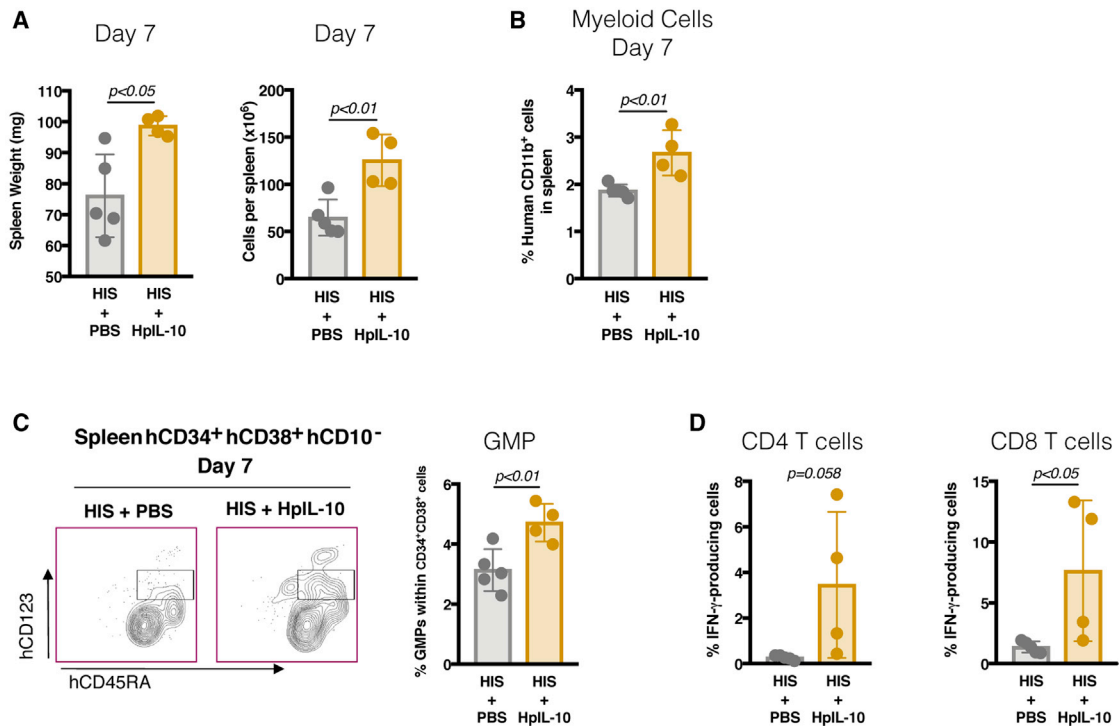 A
Day 7
Spleen Weight (mg)
110
100
90
80
70
60
50
p<0.05
HIS
+
PBS
HIS
+
HpIL-10
Day 7
Cells per spleen (x10⁶)
200
150
100
50
0
p<0.01
HIS
+
PBS
HIS
+
HpIL-10
B
Myeloid Cells
Day 7
% Human CD11b⁺ cells
in spleen
4
3
2
1
0
p<0.01
HIS
+
PBS
HIS
+
HpIL-10
C
Spleen hCD34⁺ hCD38⁺ hCD10⁻
Day 7
HIS + PBS
HIS + HpIL-10
hCD123
hCD45RA
GMP
% GMPs within CD34⁺CD38⁺ cells
6
4
2
0
p<0.01
HIS
+
PBS
HIS
+
HpIL-10
D
CD4 T cells
% IFN-γ-producing cells
8
6
4
2
0
p=0.058
HIS
+
PBS
HIS
+
HpIL-10
CD8 T cells
% IFN-γ-producing cells
15
10
5
0
p<0.05
HIS
+
PBS
HIS
+
HpIL-10